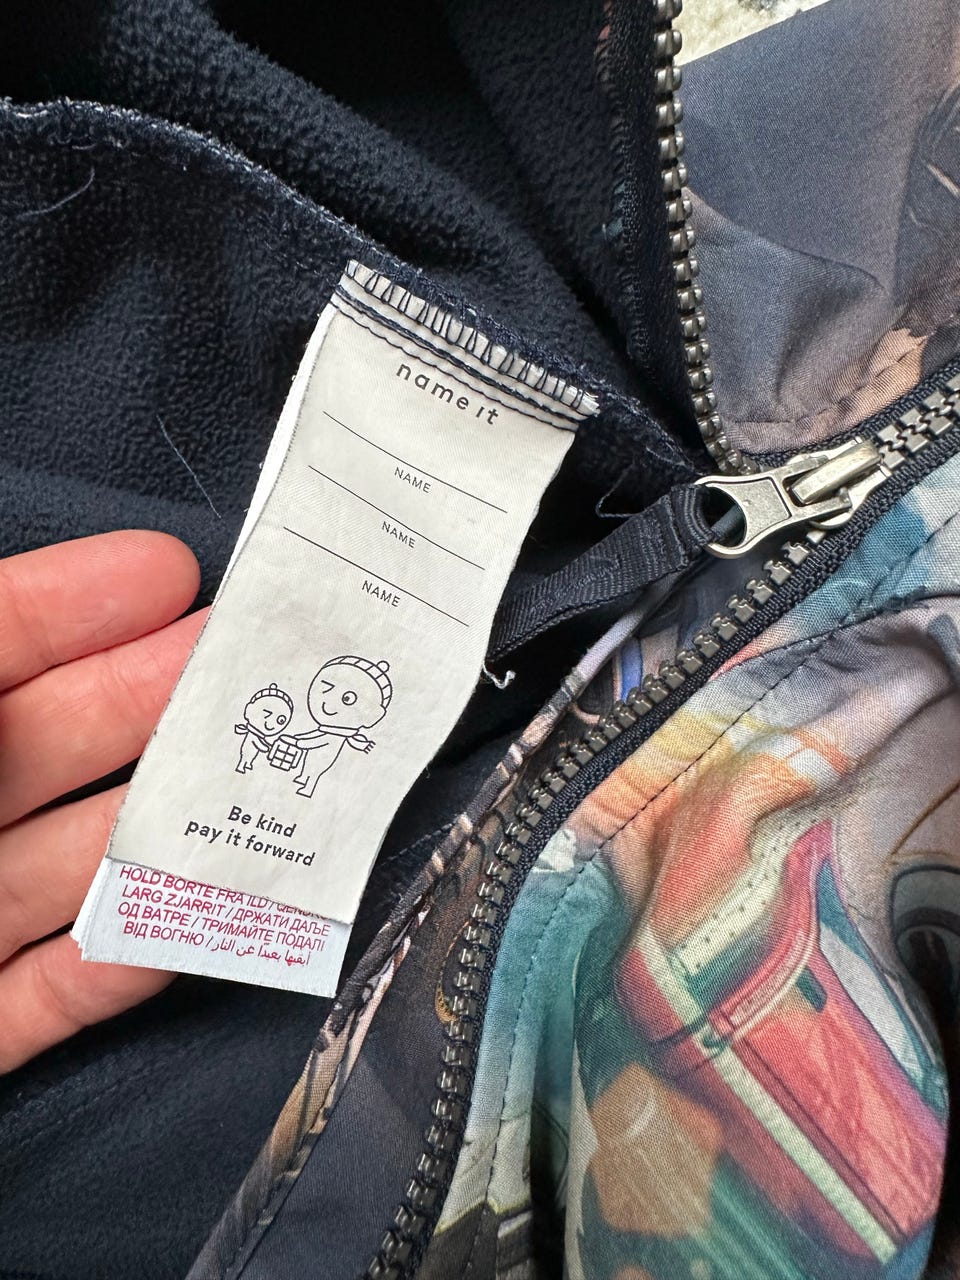 name it
NAME
NAME
NAME
Be kind
pay it forward
HOLD BORTE FRA ILD /
LARG ZJARRIT / ДРЖАТИ ДАЉЕ
ОД ВАТРЕ / ТРИМАЙТЕ ПОДАЛІ
ВІД ВОГНЮ / أبقيها بعيدا عن النار